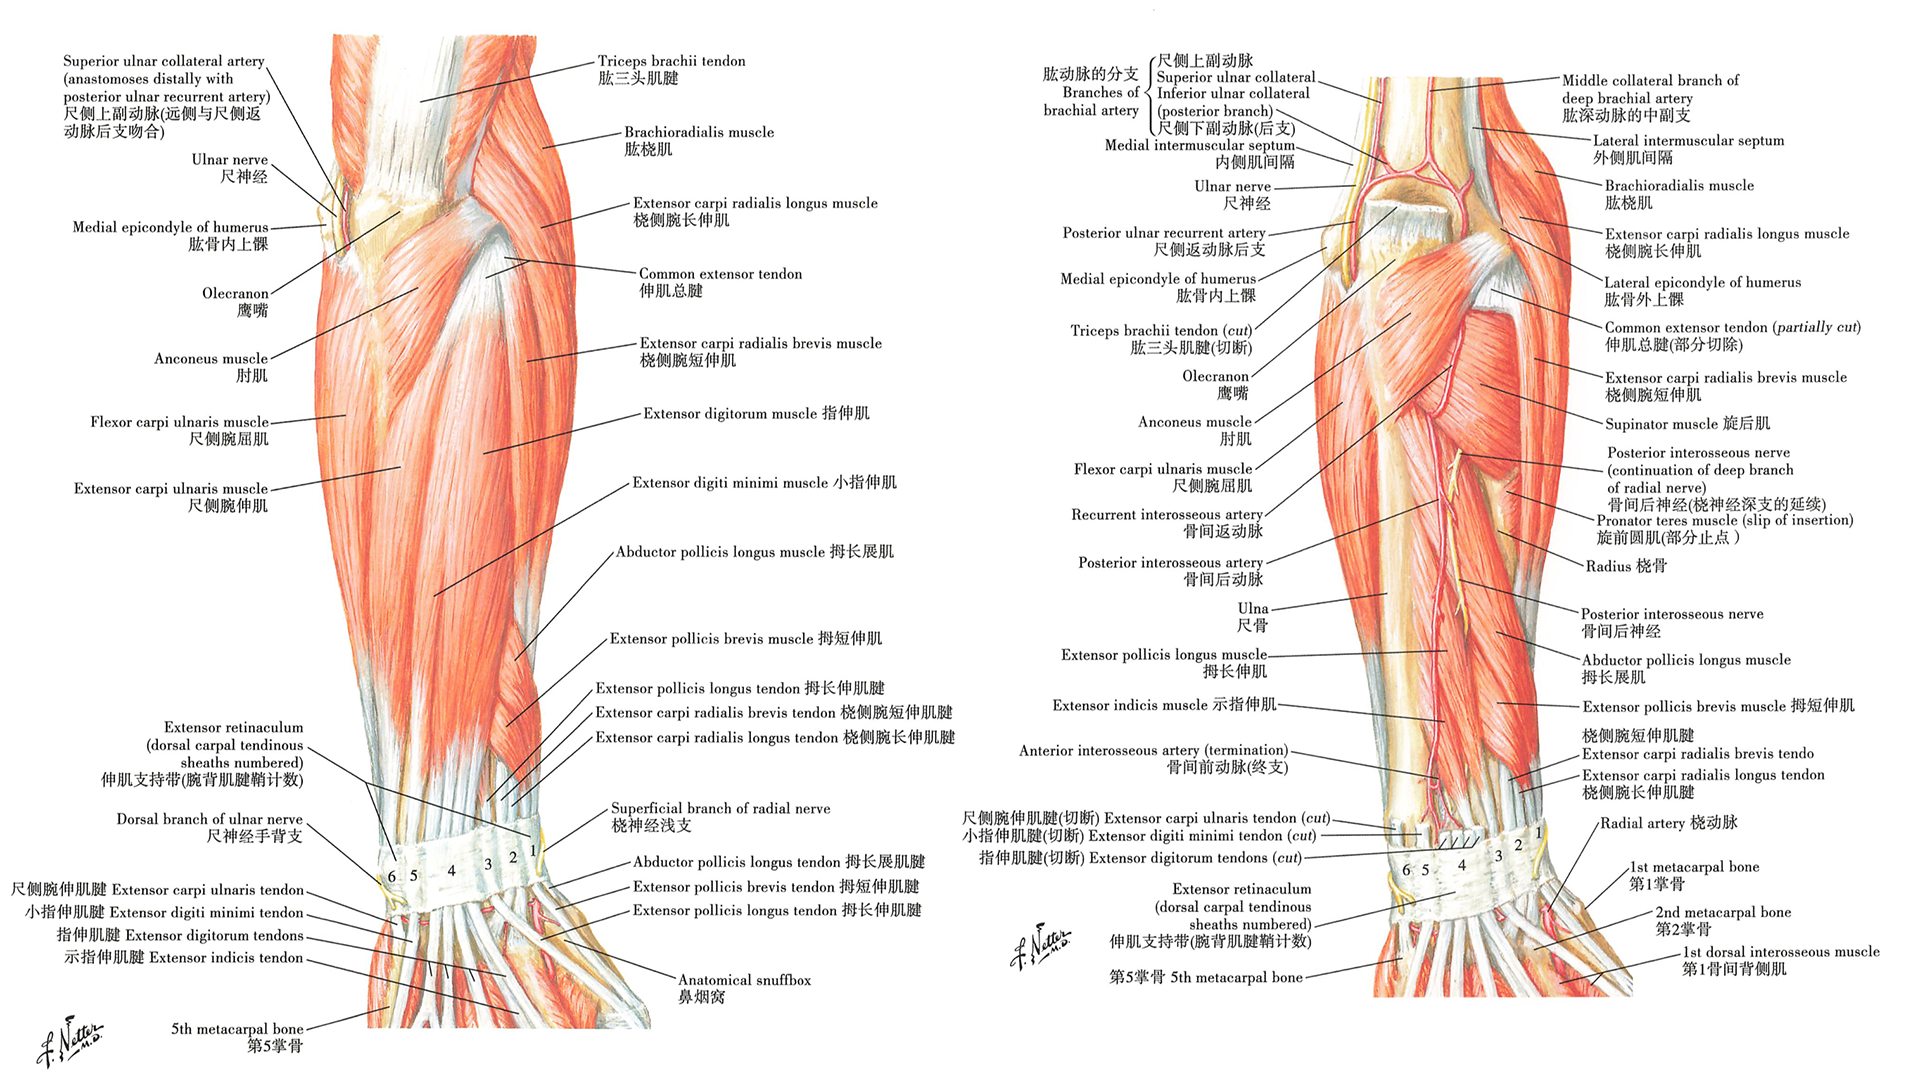 Superior ulnar collateral artery
(anastomoses distally with
posterior ulnar recurrent artery)
尺侧上副动脉(远侧与尺侧返
动脉后支吻合)
Ulnar nerve
尺神经
Medial epicondyle of humerus
肱骨内上髁
Olecranon
鹰嘴
Anconeus muscle
肘肌
Flexor carpi ulnaris muscle
尺侧腕屈肌
Extensor carpi ulnaris muscle
尺侧腕伸肌
Extensor retinaculum
(dorsal carpal tendinous
sheaths numbered)
伸肌支持带(腕背肌腱鞘计数)
Dorsal branch of ulnar nerve
尺神经手背支
尺侧腕伸肌腱 Extensor carpi ulnaris tendon
小指伸肌腱 Extensor digiti minimi tendon
指伸肌腱 Extensor digitorum tendons
示指伸肌腱 Extensor indicis tendon
5th metacarpal bone
第5掌骨
Triceps brachii tendon
肱三头肌腱
Brachioradialis muscle
肱桡肌
Extensor carpi radialis longus muscle
桡侧腕长伸肌
Common extensor tendon
伸肌总腱
Extensor carpi radialis brevis muscle
桡侧腕短伸肌
Extensor digitorum muscle 指伸肌
Extensor digiti minimi muscle 小指伸肌
Abductor pollicis longus muscle 拇长展肌
Extensor pollicis brevis muscle 拇短伸肌
Extensor pollicis longus tendon 拇长伸肌腱
Extensor carpi radialis brevis tendon 桡侧腕短伸肌腱
Extensor carpi radialis longus tendon 桡侧腕长伸肌腱
Superficial branch of radial nerve
桡神经浅支
Abductor pollicis longus tendon 拇长展肌腱
Extensor pollicis brevis tendon 拇短伸肌腱
Extensor pollicis longus tendon 拇长伸肌腱
Anatomical snuffbox
鼻烟窝
6 5 4 3 2 1
F. Netter
M.D.
肱动脉的分支
Branches of
brachial artery
尺侧上副动脉
Superior ulnar collateral
Inferior ulnar collateral
(posterior branch)
尺侧下副动脉(后支)
Medial intermuscular septum
内侧肌间隔
Ulnar nerve
尺神经
Posterior ulnar recurrent artery
尺侧返动脉后支
Medial epicondyle of humerus
肱骨内上髁
Triceps brachii tendon (cut)
肱三头肌腱(切断)
Olecranon
鹰嘴
Anconeus muscle
肘肌
Flexor carpi ulnaris muscle
尺侧腕屈肌
Recurrent interosseous artery
骨间返动脉
Posterior interosseous artery
骨间后动脉
Ulna
尺骨
Extensor pollicis longus muscle
拇长伸肌
Extensor indicis muscle 示指伸肌
Anterior interosseous artery (termination)
骨间前动脉(终支)
尺侧腕伸肌腱(切断) Extensor carpi ulnaris tendon (cut)
小指伸肌腱(切断) Extensor digiti minimi tendon (cut)
指伸肌腱(切断) Extensor digitorum tendons (cut)
Extensor retinaculum
(dorsal carpal tendinous
sheaths numbered)
伸肌支持带(腕背肌腱鞘计数)
第5掌骨 5th metacarpal bone
Middle collateral branch of
deep brachial artery
肱深动脉的中副支
Lateral intermuscular septum
外侧肌间隔
Brachioradialis muscle
肱桡肌
Extensor carpi radialis longus muscle
桡侧腕长伸肌
Lateral epicondyle of humerus
肱骨外上髁
Common extensor tendon (partially cut)
伸肌总腱(部分切除)
Extensor carpi radialis brevis muscle
桡侧腕短伸肌
Supinator muscle 旋后肌
Posterior interosseous nerve
(continuation of deep branch
of radial nerve)
骨间后神经(桡神经深支的延续)
Pronator teres muscle (slip of insertion)
旋前圆肌(部分止点)
Radius 桡骨
Posterior interosseous nerve
骨间后神经
Abductor pollicis longus muscle
拇长展肌
Extensor pollicis brevis muscle 拇短伸肌
桡侧腕短伸肌腱
Extensor carpi radialis brevis tendo
Extensor carpi radialis longus tendon
桡侧腕长伸肌腱
Radial artery 桡动脉
1st metacarpal bone
第1掌骨
2nd metacarpal bone
第2掌骨
1st dorsal interosseous muscle
第1骨间背侧肌
6 5 4 3 2 1
F. Netter
M.D.